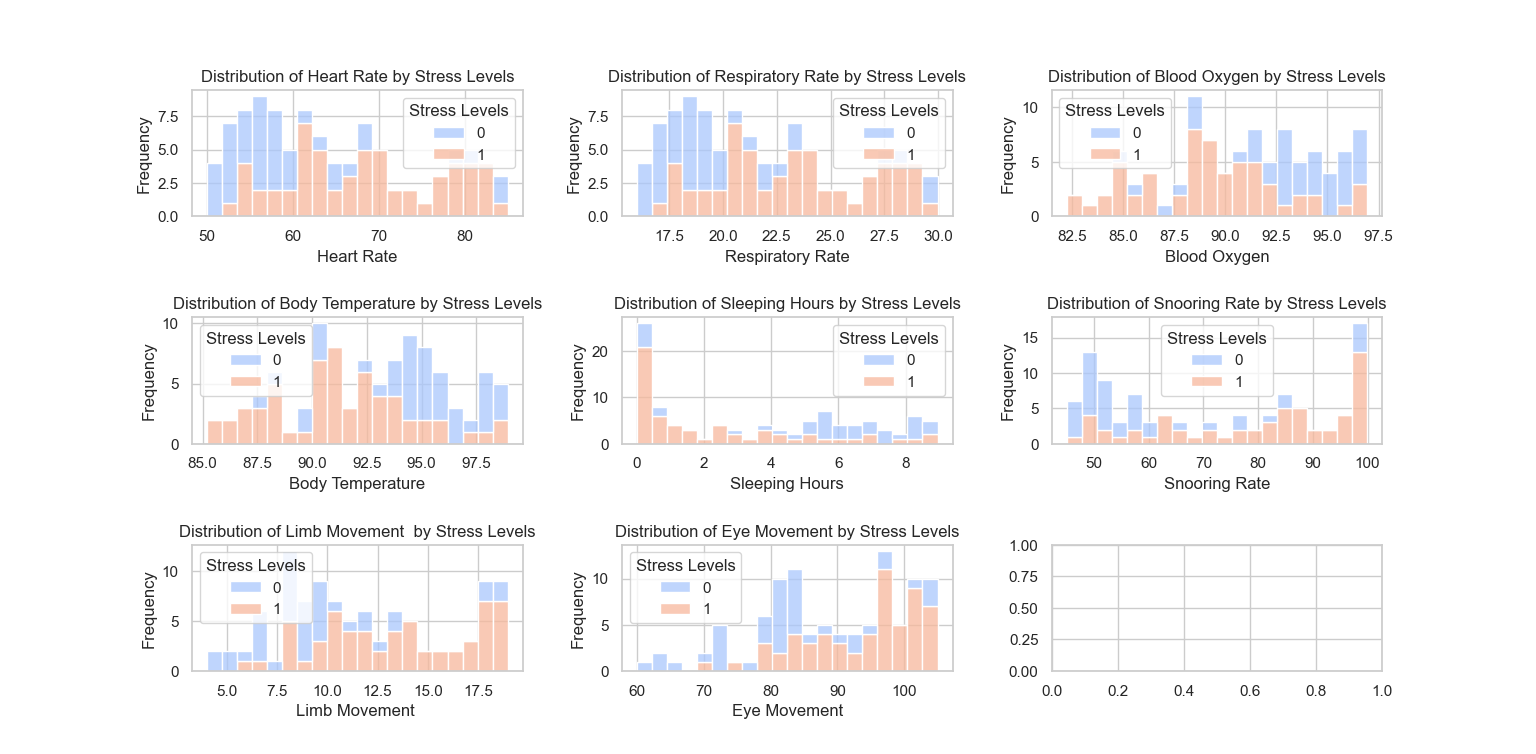 Distribution of Heart Rate by Stress Levels
Frequency
7.5
5.0
2.5
0.0
Stress Levels
0
1
50 60 70 80
Heart Rate
Distribution of Respiratory Rate by Stress Levels
Frequency
7.5
5.0
2.5
0.0
Stress Levels
0
1
17.5 20.0 22.5 25.0 27.5 30.0
Respiratory Rate
Distribution of Blood Oxygen by Stress Levels
Frequency
10
5
0
Stress Levels
0
1
82.5 85.0 87.5 90.0 92.5 95.0 97.5
Blood Oxygen
Distribution of Body Temperature by Stress Levels
Frequency
10
5
0
Stress Levels
0
1
85.0 87.5 90.0 92.5 95.0 97.5
Body Temperature
Distribution of Sleeping Hours by Stress Levels
Frequency
20
10
0
Stress Levels
0
1
0 2 4 6 8
Sleeping Hours
Distribution of Snooring Rate by Stress Levels
Frequency
15
10
5
0
Stress Levels
0
1
50 60 70 80 90 100
Snooring Rate
Distribution of Limb Movement  by Stress Levels
Frequency
10
5
0
Stress Levels
0
1
5.0 7.5 10.0 12.5 15.0 17.5
Limb Movement
Distribution of Eye Movement by Stress Levels
Frequency
10
5
0
Stress Levels
0
1
60 70 80 90 100
Eye Movement
1.00
0.75
0.50
0.25
0.00
0.0 0.2 0.4 0.6 0.8 1.0